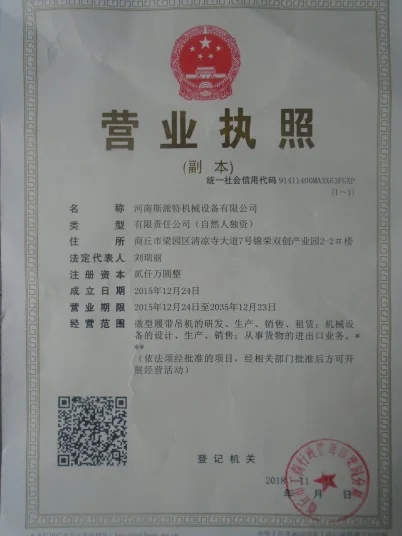 营业执照
(副 本)
统一社会信用代码 91411400MA3X63FGXP
(1-1)
名 称 河南斯派特机械设备有限公司
类 型 有限责任公司(自然人独资)
住 所 商丘市梁园区清凉寺大道7号锦荣双创产业园2-2#楼
法定代表人 刘瑞丽
注册资本 贰仟万圆整
成立日期 2015年12月24日
营业期限 2015年12月24日至2035年12月23日
经营范围 微型履带吊机的研发、生产、销售、租赁;机械设
备的设计、生产、销售;从事货物的进出口业务。*
**
(依法须经批准的项目,经相关部门批准后方可开
展经营活动)
登记机关
2018 11
年 月 日